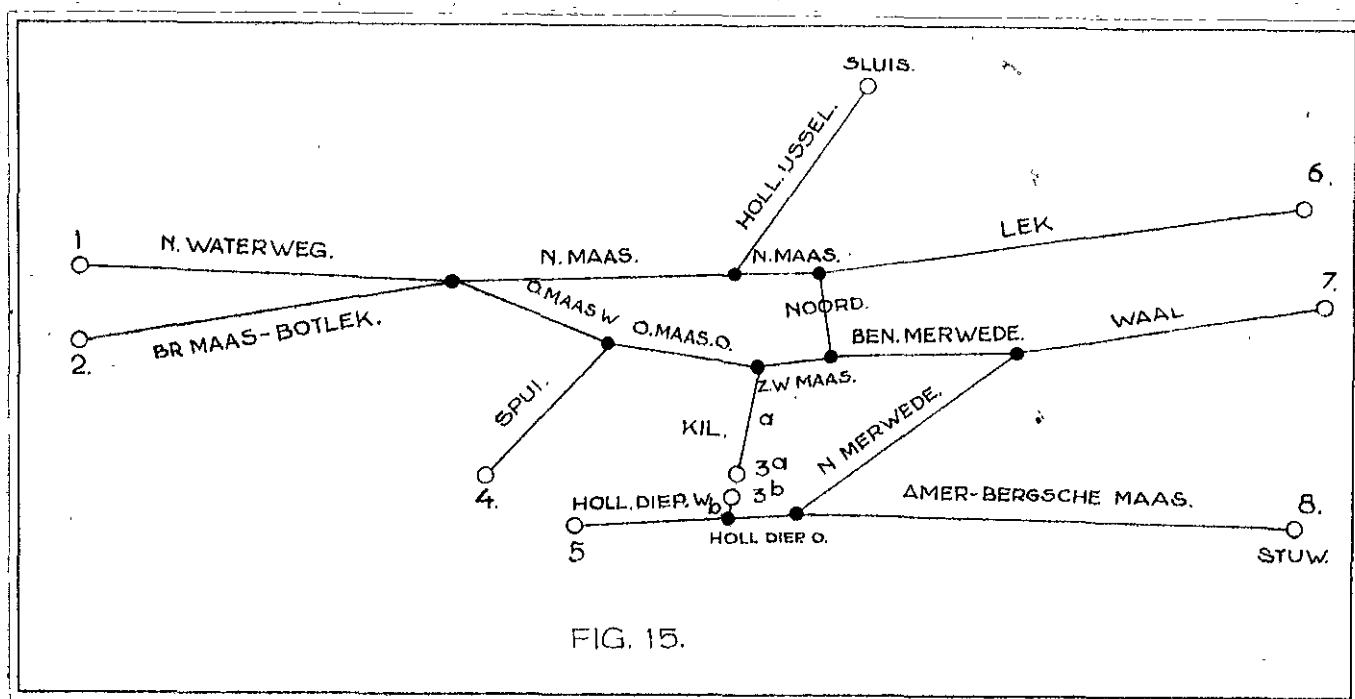 SLUIS.
HOLL. IJSSEL.
6.
1
N. WATERWEG.
N. MAAS.
N. MAAS.
LEK
7.
O. MAAS W
NOORD.
WAAL
BR MAAS-BOTLEK.
2.
O. MAAS. O.
BEN. MERWEDE.
Z.W MAAS.
SPUI.
KIL.
a
N MERWEDE.
3a
4.
3b
HOLL. DIEP. W
b
AMER-BERGSCHE MAAS.
8.
5
HOLL DIEP O.
STUW.
FIG. 15.